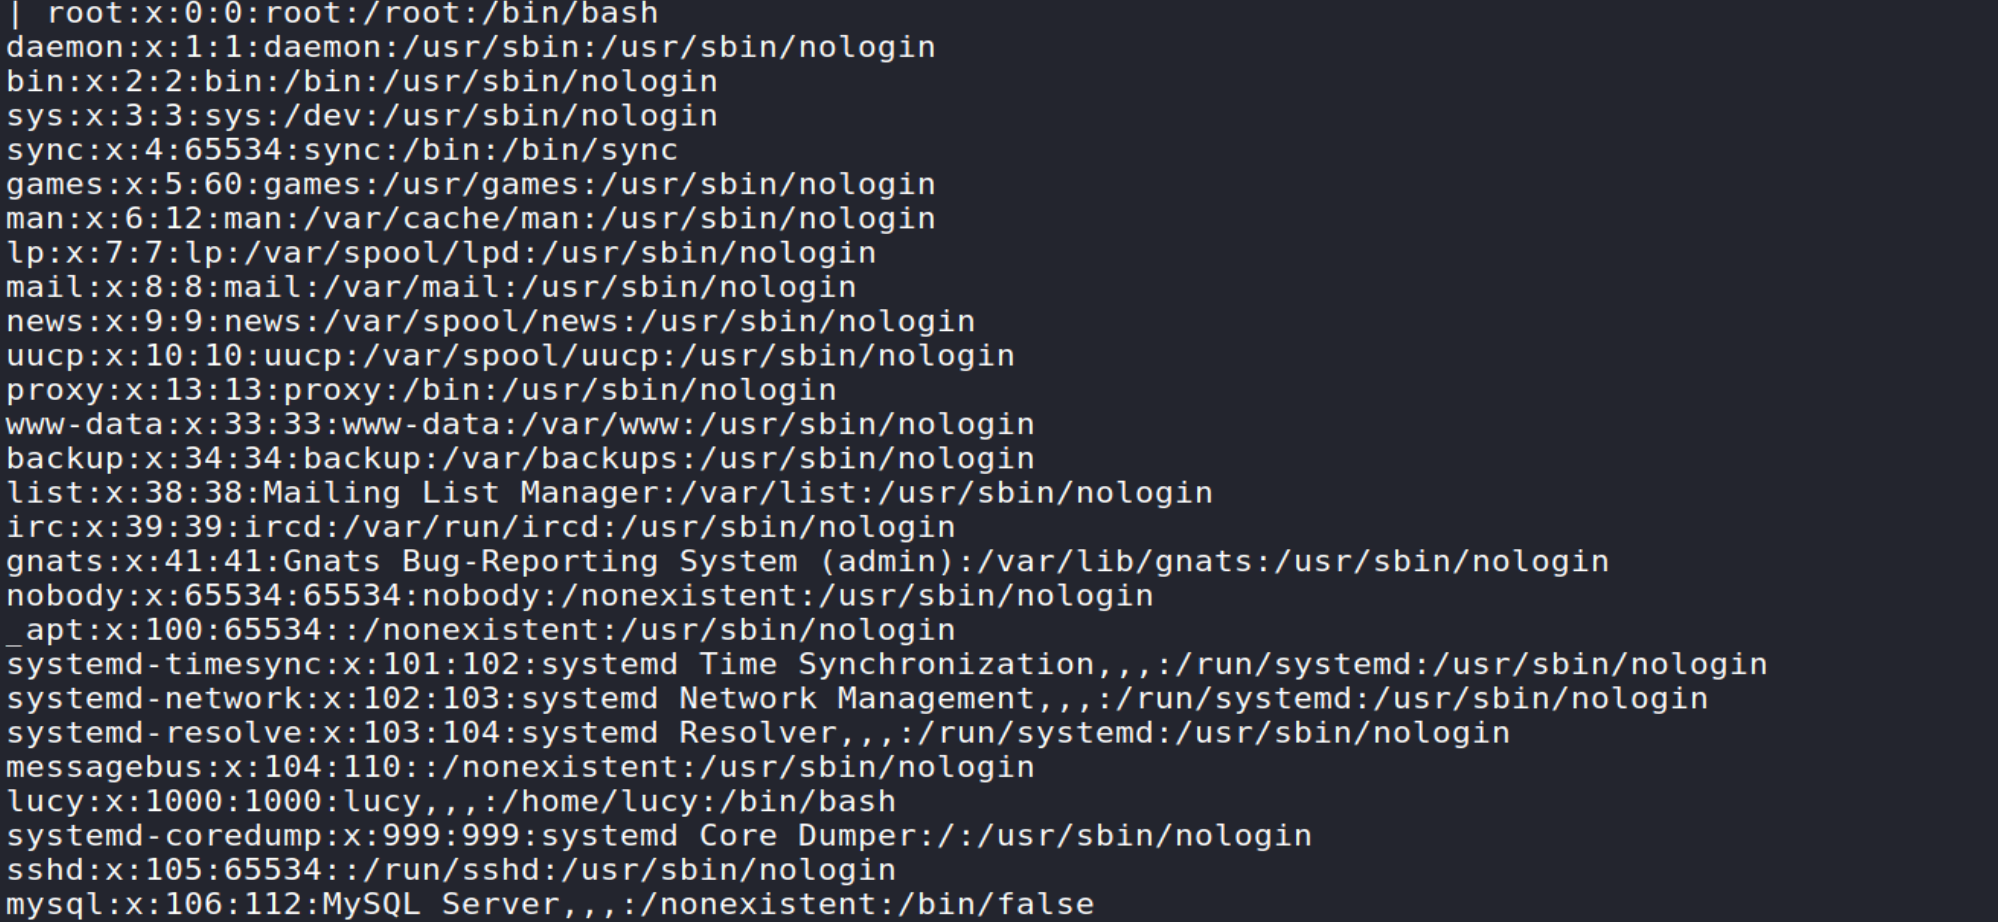 | root:x:0:0:root:/root:/bin/bash
daemon:x:1:1:daemon:/usr/sbin:/usr/sbin/nologin
bin:x:2:2:bin:/bin:/usr/sbin/nologin
sys:x:3:3:sys:/dev:/usr/sbin/nologin
sync:x:4:65534:sync:/bin:/bin/sync
games:x:5:60:games:/usr/games:/usr/sbin/nologin
man:x:6:12:man:/var/cache/man:/usr/sbin/nologin
lp:x:7:7:lp:/var/spool/lpd:/usr/sbin/nologin
mail:x:8:8:mail:/var/mail:/usr/sbin/nologin
news:x:9:9:news:/var/spool/news:/usr/sbin/nologin
uucp:x:10:10:uucp:/var/spool/uucp:/usr/sbin/nologin
proxy:x:13:13:proxy:/bin:/usr/sbin/nologin
www-data:x:33:33:www-data:/var/www:/usr/sbin/nologin
backup:x:34:34:backup:/var/backups:/usr/sbin/nologin
list:x:38:38:Mailing List Manager:/var/list:/usr/sbin/nologin
irc:x:39:39:ircd:/var/run/ircd:/usr/sbin/nologin
gnats:x:41:41:Gnats Bug-Reporting System (admin):/var/lib/gnats:/usr/sbin/nologin
nobody:x:65534:65534:nobody:/nonexistent:/usr/sbin/nologin
_apt:x:100:65534::/nonexistent:/usr/sbin/nologin
systemd-timesync:x:101:102:systemd Time Synchronization,,,:/run/systemd:/usr/sbin/nologin
systemd-network:x:102:103:systemd Network Management,,,:/run/systemd:/usr/sbin/nologin
systemd-resolve:x:103:104:systemd Resolver,,,:/run/systemd:/usr/sbin/nologin
messagebus:x:104:110::/nonexistent:/usr/sbin/nologin
lucy:x:1000:1000:lucy,,,:/home/lucy:/bin/bash
systemd-coredump:x:999:999:systemd Core Dumper:/:/usr/sbin/nologin
sshd:x:105:65534::/run/sshd:/usr/sbin/nologin
mysql:x:106:112:MySQL Server,,,:/nonexistent:/bin/false